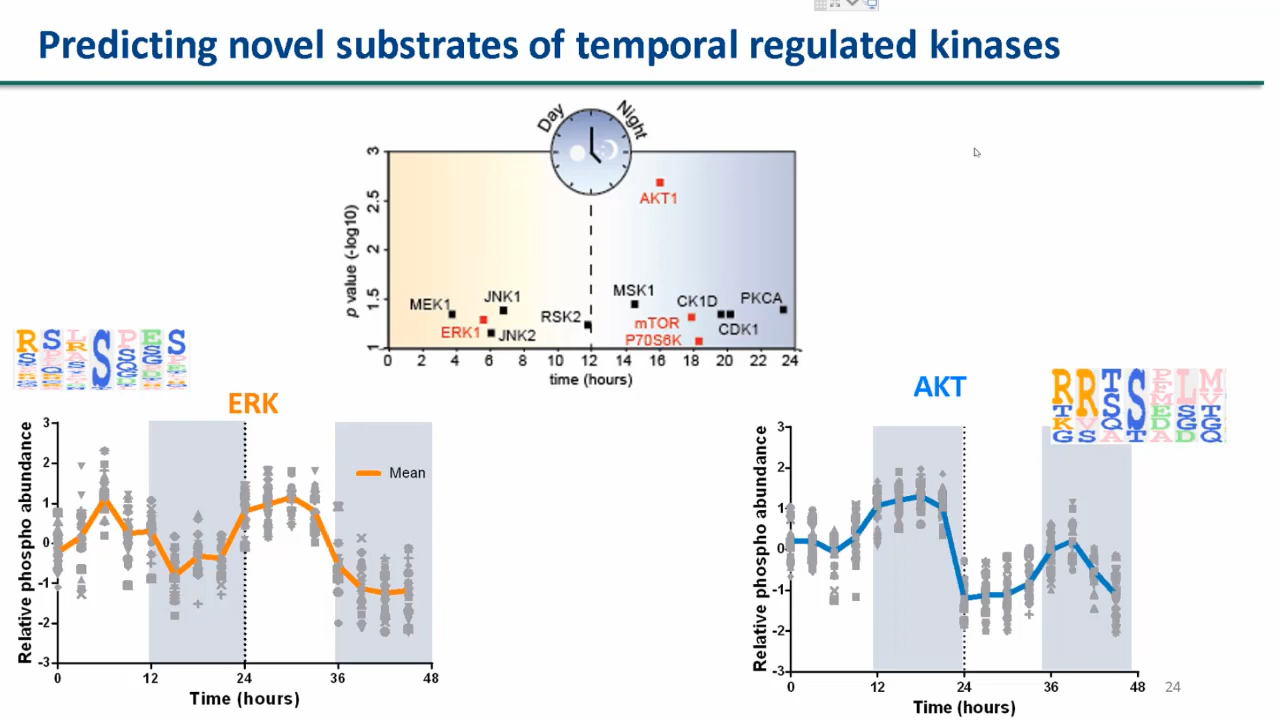 Predicting novel substrates of temporal regulated kinases
Day Night
p value (-log10)
3
2.5
2
1.5
1
AKT1
MEK1
JNK1
ERK1
JNK2
RSK2
MSK1
mTOR
P70S6K
CK1D
CDK1
PKCA
0 2 4 6 8 10 12 14 16 18 20 22 24
time (hours)
R S S P E S
ERK
Relative phospho abundance
3
2
1
0
-1
-2
-3
Mean
0 12 24 36 48
Time (hours)
AKT
R R T S L M
T S E S T
K V Q D G G
G S A T A D Q
Relative phospho abundance
3
2
1
0
-1
-2
-3
0 12 24 36 48
Time (hours)
24